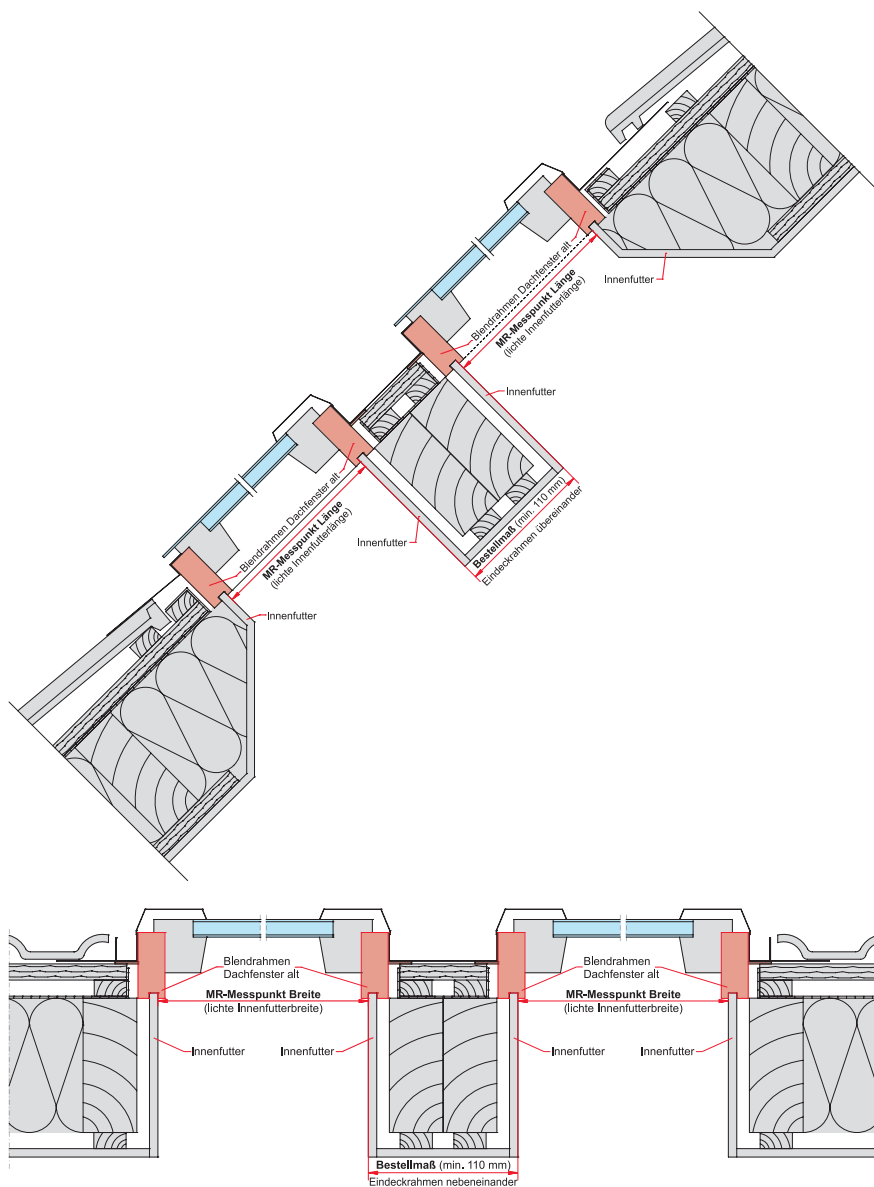 Innenfutter
Blendrahmen Dachfenster alt
MR-Messpunkt Länge
(lichte Innenfutterlänge)
Innenfutter
Blendrahmen Dachfenster alt
MR-Messpunkt Länge
(lichte Innenfutterlänge)
Innenfutter
Bestellmaß (min. 110 mm)
Eindeckrahmen übereinander
Innenfutter
Blendrahmen
Dachfenster alt
MR-Messpunkt Breite
(lichte Innenfutterbreite)
Blendrahmen
Dachfenster alt
MR-Messpunkt Breite
(lichte Innenfutterbreite)
Innenfutter
Innenfutter
Innenfutter
Innenfutter
Bestellmaß (min. 110 mm)
Eindeckrahmen nebeneinander